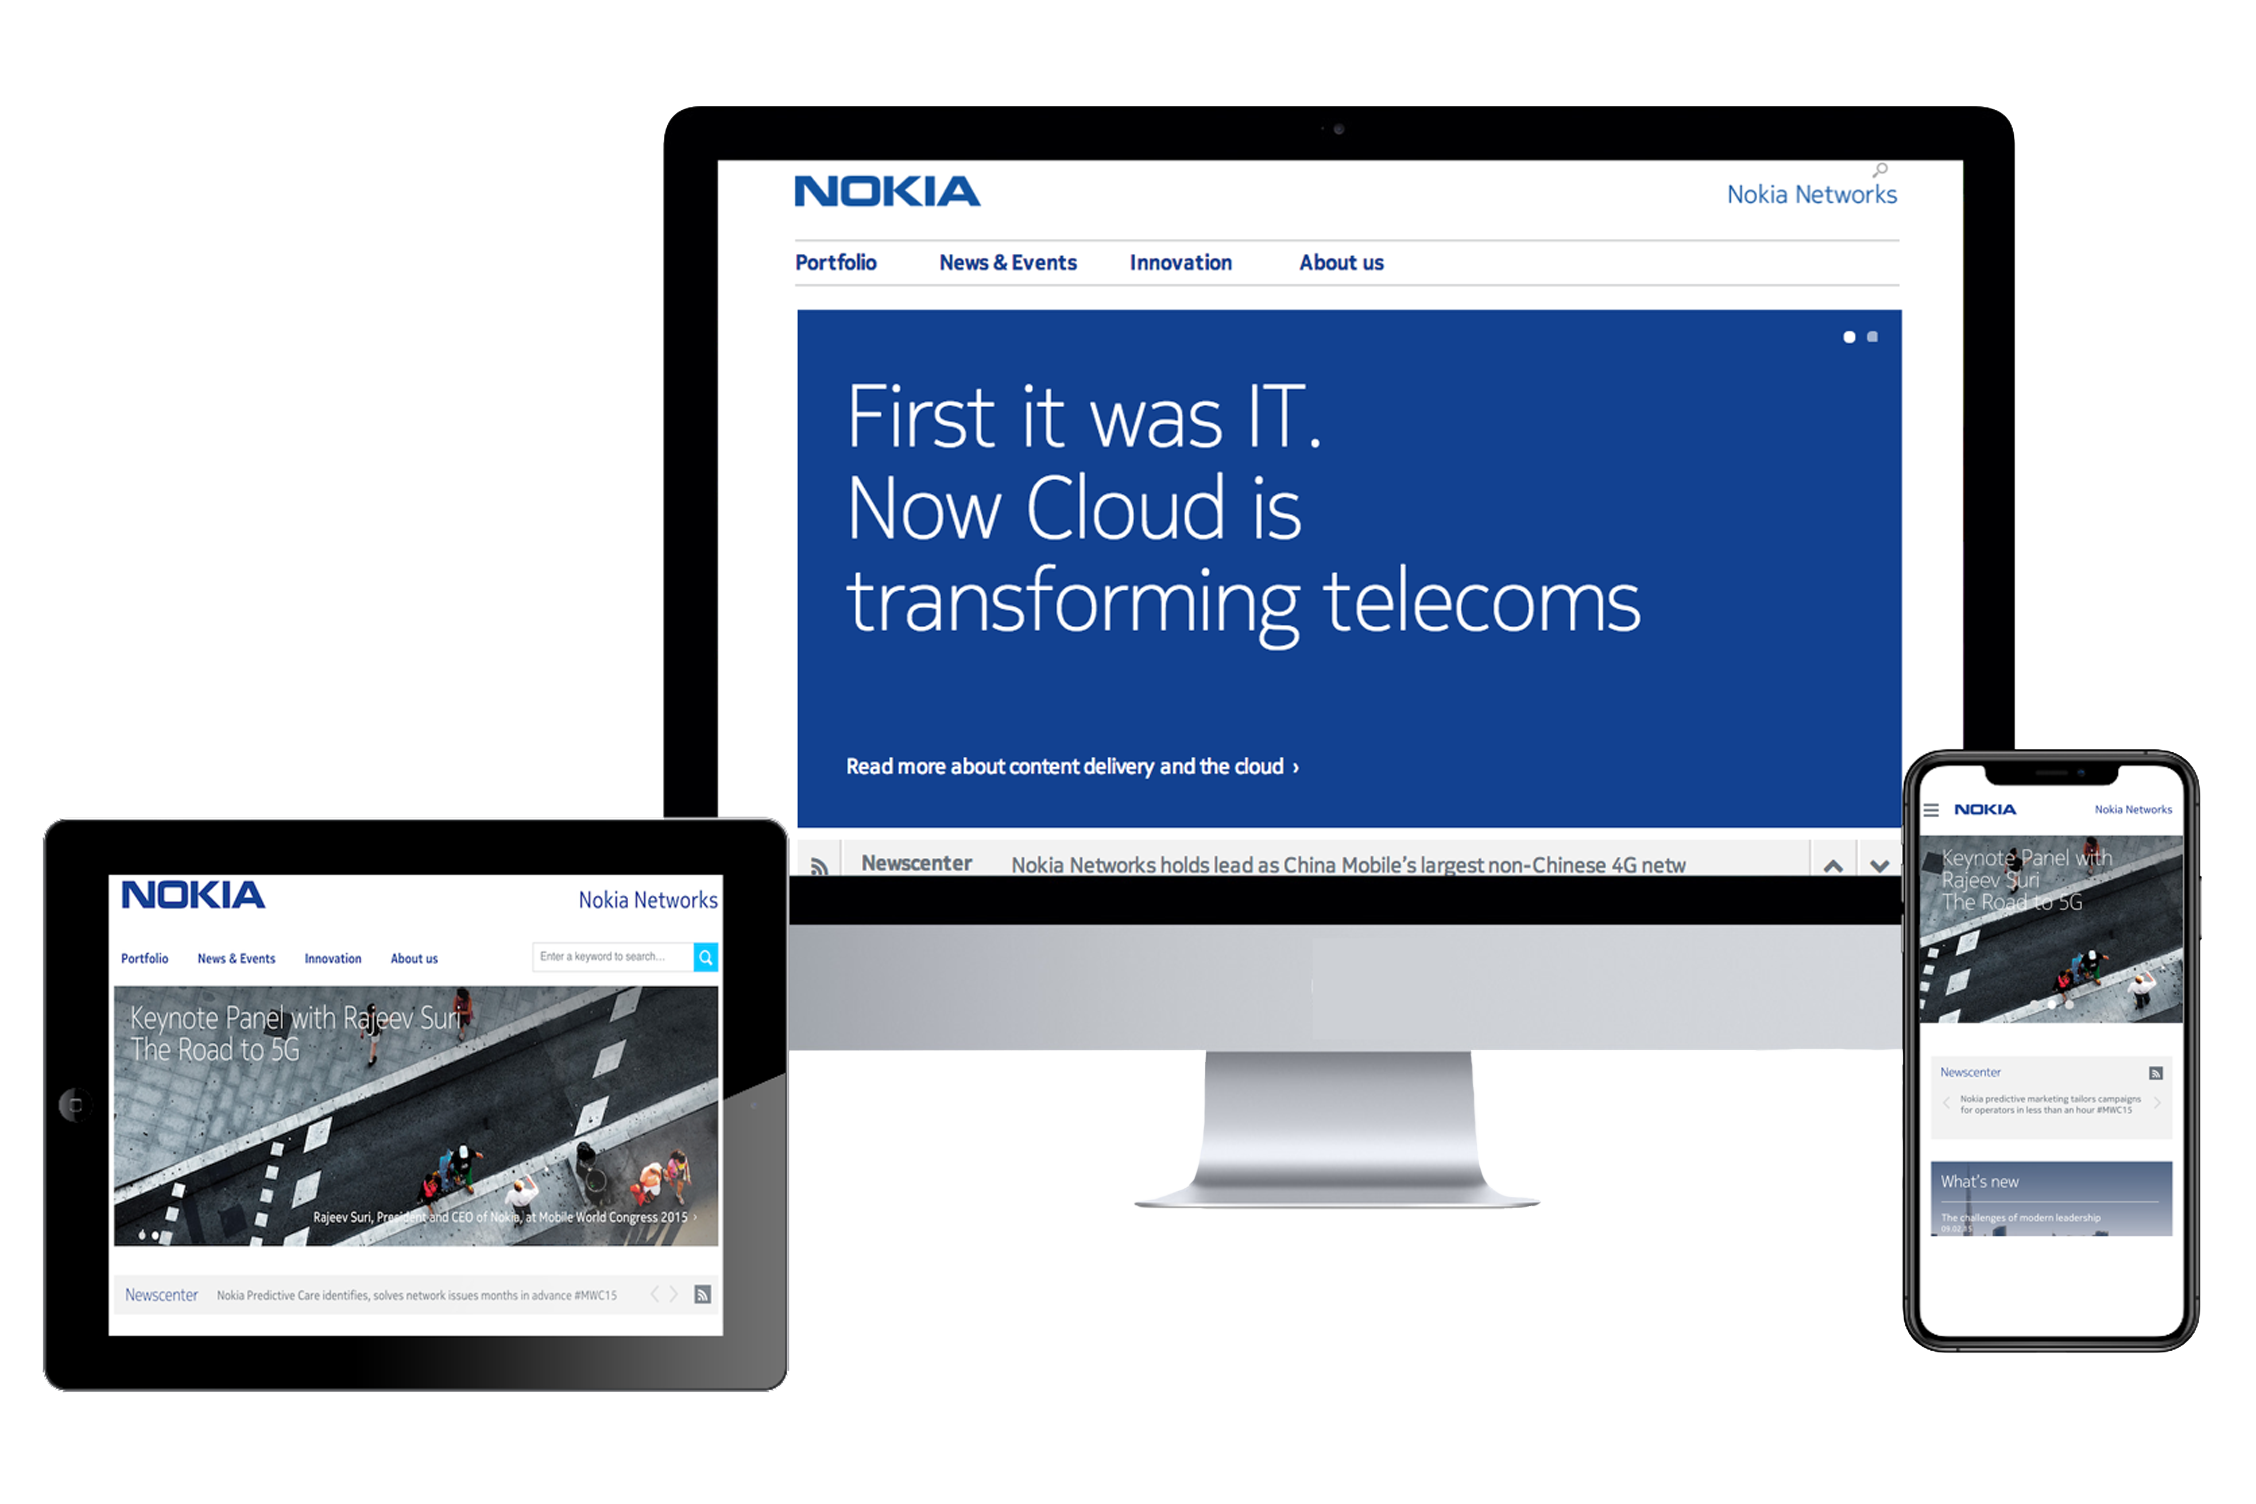 NOKIA
Nokia Networks
Portfolio News & Events Innovation About us
First it was IT.
Now Cloud is
transforming telecoms
Read more about content delivery and the cloud ›
Newscenter Nokia Networks holds lead as China Mobile's largest non-Chinese 4G netw
NOKIA
Nokia Networks
Portfolio News & Events Innovation About us
Enter a keyword to search...
Keynote Panel with Rajeev Suri
The Road to 5G
Rajeev Suri, President and CEO of Nokia, at Mobile World Congress 2015 ›
Newscenter Nokia Predictive Care identifies, solves network issues months in advance #MWC15
NOKIA Nokia Networks
Keynote Panel with
Rajeev Suri
The Road to 5G
Newscenter
Nokia predictive marketing tailors campaigns
for operators in less than an hour #MWC15
What's new
The challenges of modern leadership
09.02.15